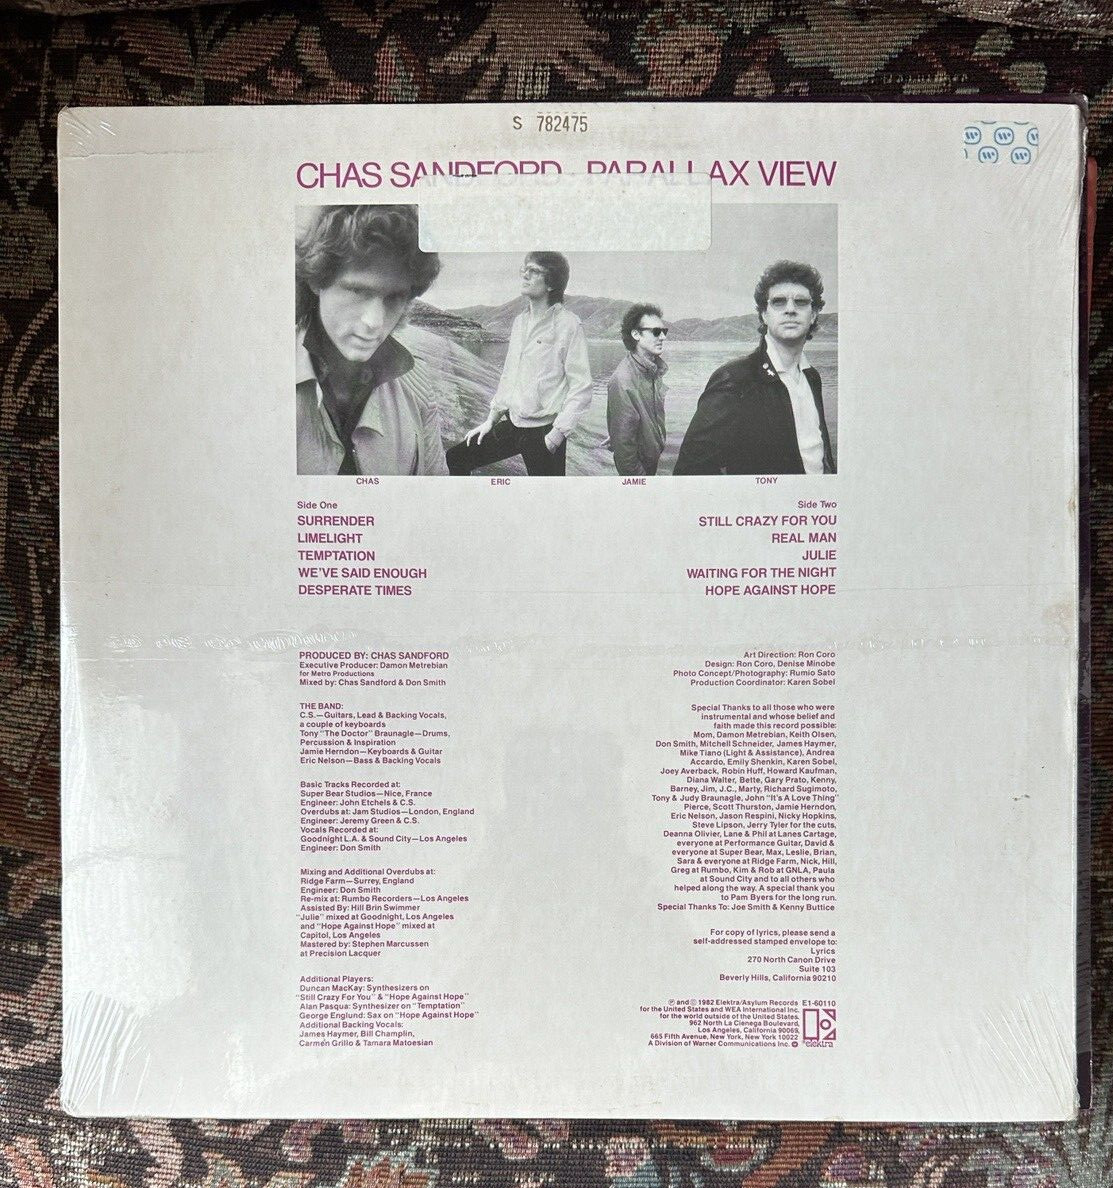 S 782475
CHAS SANDFORD · PARALLAX VIEW
CHAS ERIC JAMIE TONY
Side One
SURRENDER
LIMELIGHT
TEMPTATION
WE'VE SAID ENOUGH
DESPERATE TIMES
Side Two
STILL CRAZY FOR YOU
REAL MAN
JULIE
WAITING FOR THE NIGHT
HOPE AGAINST HOPE
PRODUCED BY: CHAS SANDFORD
Executive Producer: Damon Metrebian
for Metro Productions
Mixed by: Chas Sandford & Don Smith
THE BAND:
C.S.—Guitars, Lead & Backing Vocals,
a couple of keyboards
Tony "The Doctor" Braunagle—Drums,
Percussion & Inspiration
Jamie Herndon—Keyboards & Guitar
Eric Nelson—Bass & Backing Vocals
Basic Tracks Recorded at:
Super Bear Studios—Nice, France
Engineer: John Etchels & C.S.
Overdubs at: Jam Studios—London, England
Engineer: Jeremy Green & C.S.
Vocals Recorded at:
Goodnight L.A. & Sound City—Los Angeles
Engineer: Don Smith
Mixing and Additional Overdubs at:
Ridge Farm—Surrey, England
Engineer: Don Smith
Re-mix at: Rumbo Recorders—Los Angeles
Assisted By: Hill Brin Swimmer
"Julie" mixed at Goodnight, Los Angeles
and "Hope Against Hope" mixed at
Capitol, Los Angeles
Mastered by: Stephen Marcussen
at Precision Lacquer
Additional Players:
Duncan MacKay: Synthesizers on
"Still Crazy For You" & "Hope Against Hope"
Alan Pasqua: Synthesizer on "Temptation"
George Englund: Sax on "Hope Against Hope"
Additional Backing Vocals:
James Haymer, Bill Champlin,
Carmen Grillo & Tamara Matoesian
Art Direction: Ron Coro
Design: Ron Coro, Denise Minobe
Photo Concept/Photography: Rumio Sato
Production Coordinator: Karen Sobel
Special Thanks to all those who were
instrumental and whose belief and
faith made this record possible:
Mom, Damon Metrebian, Keith Olsen,
Don Smith, Mitchell Schneider, James Haymer,
Mike Tiano (Light & Assistance), Andrea
Accardo, Emily Shenkin, Karen Sobel,
Joey Averback, Robin Huff, Howard Kaufman,
Diana Walter, Bette, Gary Prato, Kenny,
Barney, Jim, J.C., Marty, Richard Sugimoto,
Tony & Judy Braunagle, John "It's A Love Thing"
Pierce, Scott Thurston, Jamie Herndon,
Eric Nelson, Jason Respini, Nicky Hopkins,
Steve Lipson, Jerry Tyler for the cuts,
Deanna Olivier, Lane & Phil at Lanes Cartage,
everyone at Performance Guitar, David &
everyone at Super Bear, Max, Leslie, Brian,
Sara & everyone at Ridge Farm, Nick, Hill,
Greg at Rumbo, Kim & Rob at GNLA, Paula
at Sound City and to all others who
helped along the way. A special thank you
to Pam Byers for the long run.
Special Thanks To: Joe Smith & Kenny Buttice
For copy of lyrics, please send a
self-addressed stamped envelope to:
Lyrics
270 North Canon Drive
Suite 103
Beverly Hills, California 90210
℗ and © 1982 Elektra/Asylum Records E1-60110
for the United States and WEA International Inc.
for the world outside of the United States.
962 North La Cienega Boulevard,
Los Angeles, California 90069,
665 Fifth Avenue, New York, New York 10022
A Division of Warner Communications Inc.
elektra